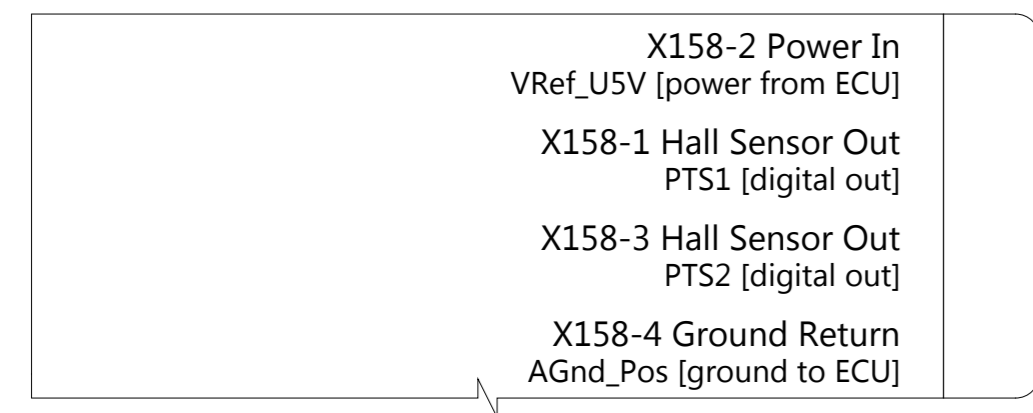 X158-2 Power In
VRef_U5V [power from ECU]
X158-1 Hall Sensor Out
PTS1 [digital out]
X158-3 Hall Sensor Out
PTS2 [digital out]
X158-4 Ground Return
AGnd_Pos [ground to ECU]